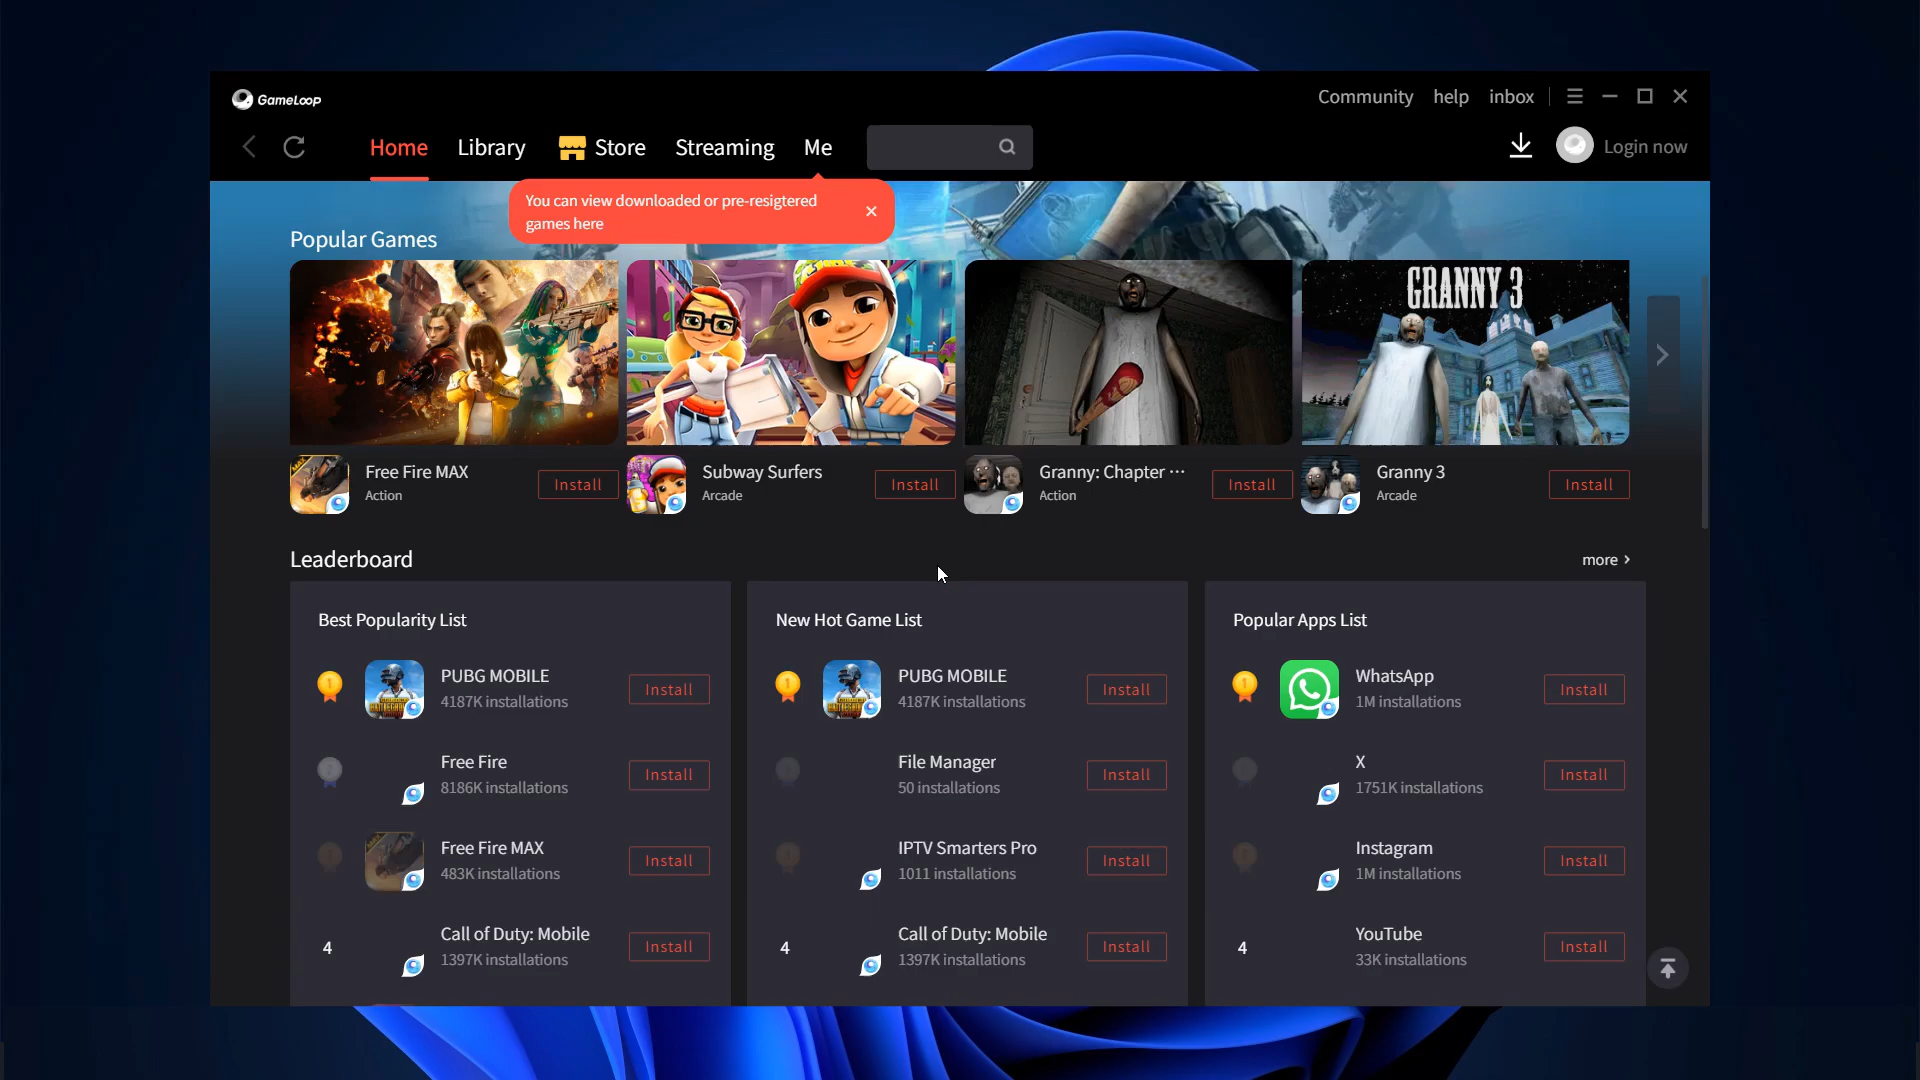 GameLoop
Community help inbox
Home Library Store Streaming Me
Login now
You can view downloaded or pre-resigtered
games here
Popular Games
GRANNY 3
Free Fire MAX
Action
Install
Subway Surfers
Arcade
Install
Granny: Chapter ···
Action
Install
Granny 3
Arcade
Install
Leaderboard
more >
Best Popularity List
1
PUBG MOBILE
4187K installations
Install
Free Fire
8186K installations
Install
Free Fire MAX
483K installations
Install
4
Call of Duty: Mobile
1397K installations
Install
New Hot Game List
1
PUBG MOBILE
4187K installations
Install
File Manager
50 installations
Install
IPTV Smarters Pro
1011 installations
Install
4
Call of Duty: Mobile
1397K installations
Install
Popular Apps List
1
WhatsApp
1M installations
Install
X
1751K installations
Install
Instagram
1M installations
Install
4
YouTube
33K installations
Install